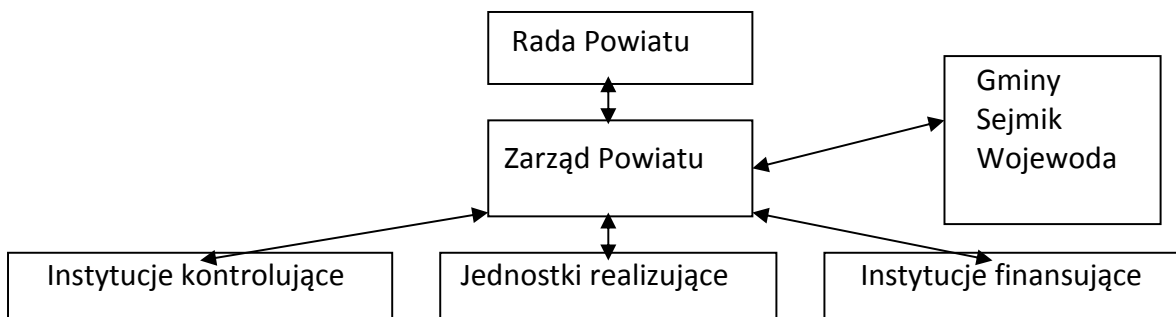 Rada Powiatu
Gminy
Sejmik
Wojewoda
Zarząd Powiatu
Instytucje kontrolujące
Jednostki realizujące
Instytucje finansujące